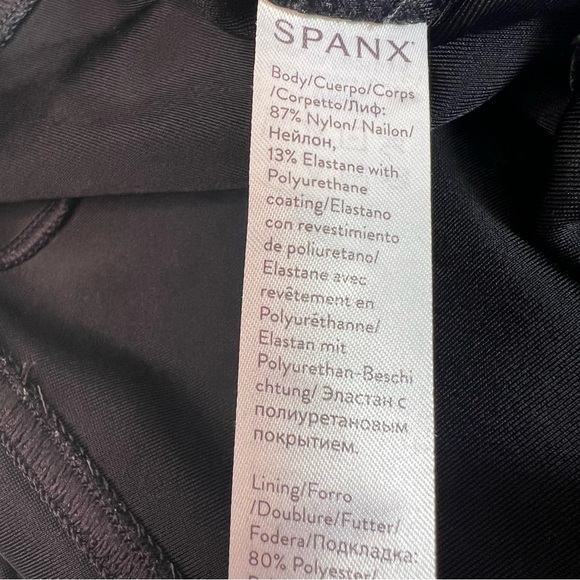 SPANX
Body/Cuerpo/Corps
/Corpetto/Лиф:
87% Nylon/ Nailon/
Нейлон,
13% Elastane with
Polyurethane
coating/Elastano
con revestimiento
de poliuretano/
Elastane avec
revêtement en
Polyuréthanne/
Elastan mit
Polyurethan-Beschi
chtung/ Эластан с
полиуретановым
покрытием.
Lining/Forro
/Doublure/Futter/
Fodera/Подкладка:
80% Polyester/